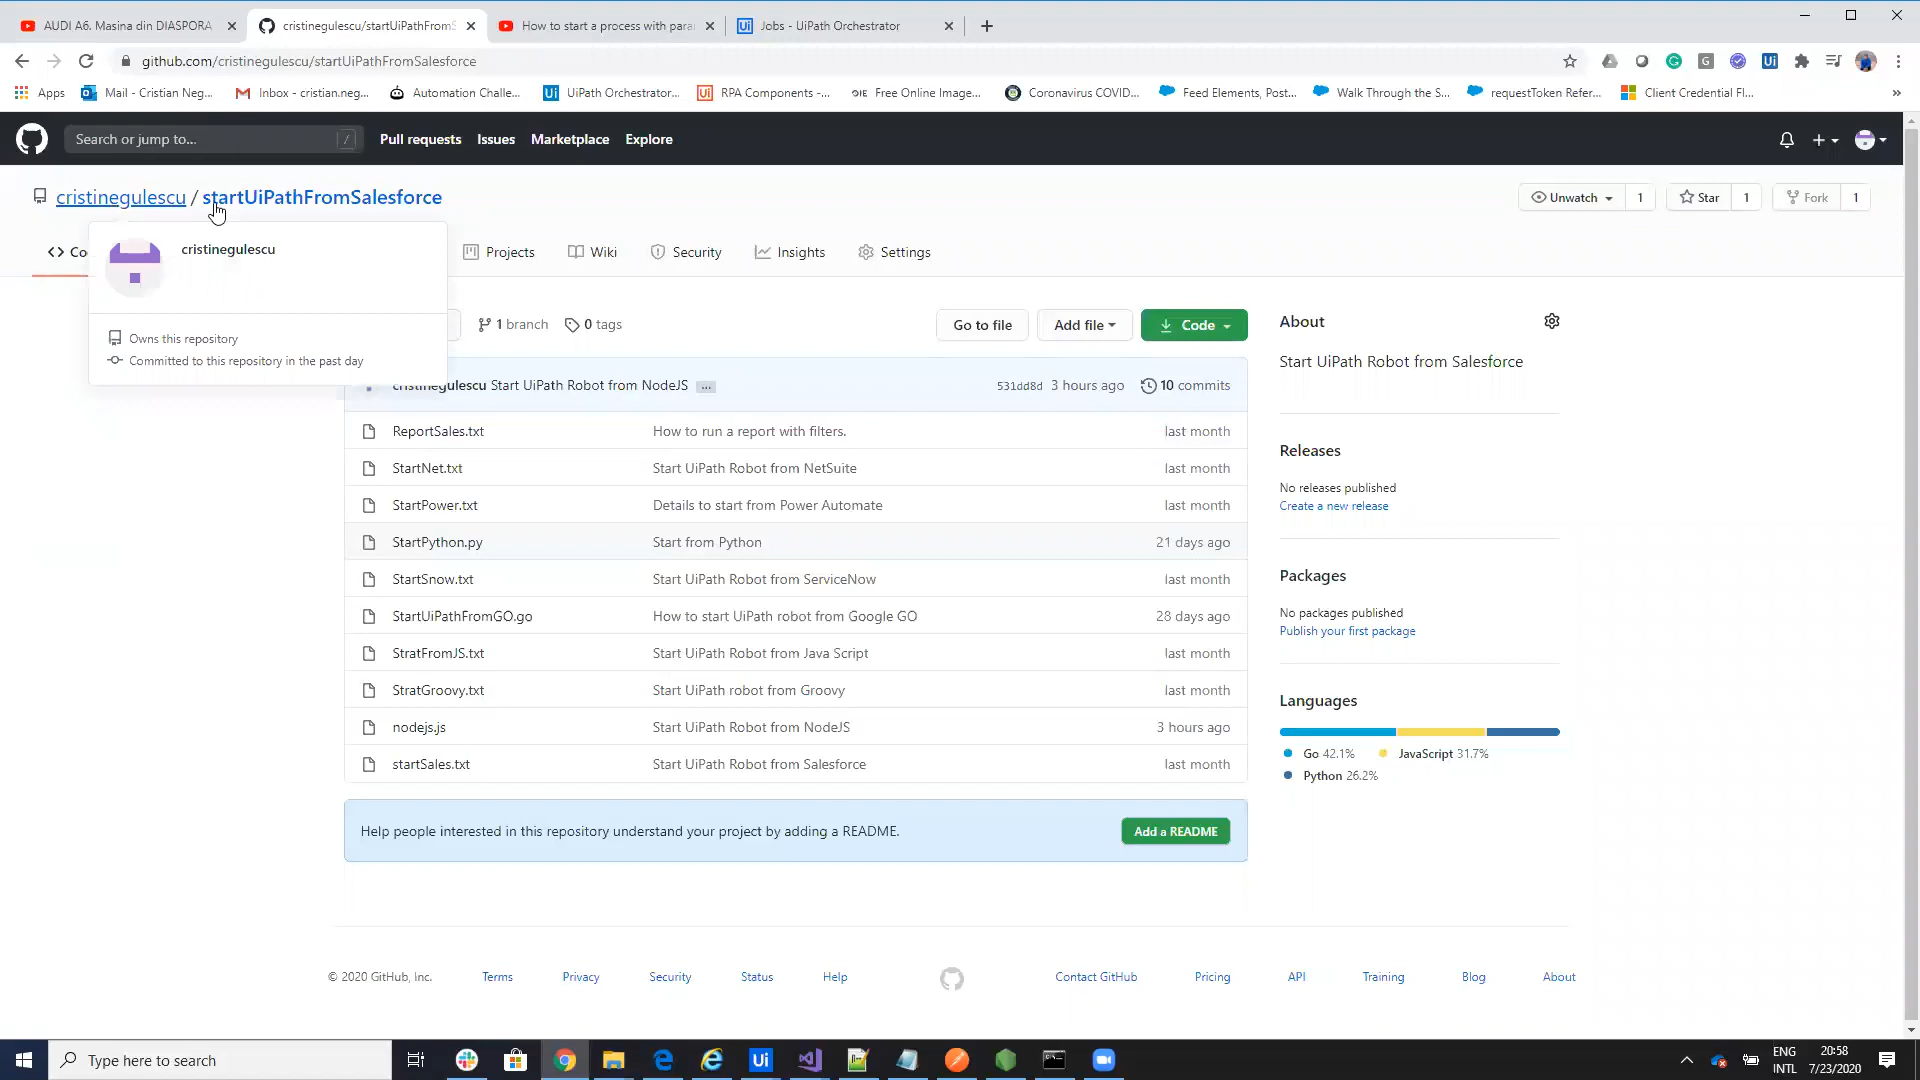 AUDI A6. Masina din DIASPORA
cristinegulescu/startUiPathFromS
How to start a process with para
Jobs - UiPath Orchestrator
github.com/cristinegulescu/startUiPathFromSalesforce
Apps
Mail - Cristian Neg...
Inbox - cristian.neg...
Automation Challe...
UiPath Orchestrator...
RPA Components -...
Free Online Image...
Coronavirus COVID...
Feed Elements, Post...
Walk Through the S...
requestToken Refer...
Client Credential Fl...
Search or jump to...
/
Pull requests
Issues
Marketplace
Explore
cristinegulescu / startUiPathFromSalesforce
Unwatch
1
Star
1
Fork
1
<> Co
cristinegulescu
Projects
Wiki
Security
Insights
Settings
Owns this repository
Committed to this repository in the past day
1 branch
0 tags
Go to file
Add file
Code
cristinegulescu Start UiPath Robot from NodeJS ...
531dd8d 3 hours ago
10 commits
ReportSales.txt
How to run a report with filters.
last month
StartNet.txt
Start UiPath Robot from NetSuite
last month
StartPower.txt
Details to start from Power Automate
last month
StartPython.py
Start from Python
21 days ago
StartSnow.txt
Start UiPath Robot from ServiceNow
last month
StartUiPathFromGO.go
How to start UiPath robot from Google GO
28 days ago
StratFromJS.txt
Start UiPath Robot from Java Script
last month
StratGroovy.txt
Start UiPath robot from Groovy
last month
nodejs.js
Start UiPath Robot from NodeJS
3 hours ago
startSales.txt
Start UiPath Robot from Salesforce
last month
Help people interested in this repository understand your project by adding a README.
Add a README
About
Start UiPath Robot from Salesforce
Releases
No releases published
Create a new release
Packages
No packages published
Publish your first package
Languages
Go 42.1%
JavaScript 31.7%
Python 26.2%
© 2020 GitHub, Inc.
Terms
Privacy
Security
Status
Help
Contact GitHub
Pricing
API
Training
Blog
About
Type here to search
Ui
ENG
INTL
20:58
7/23/2020